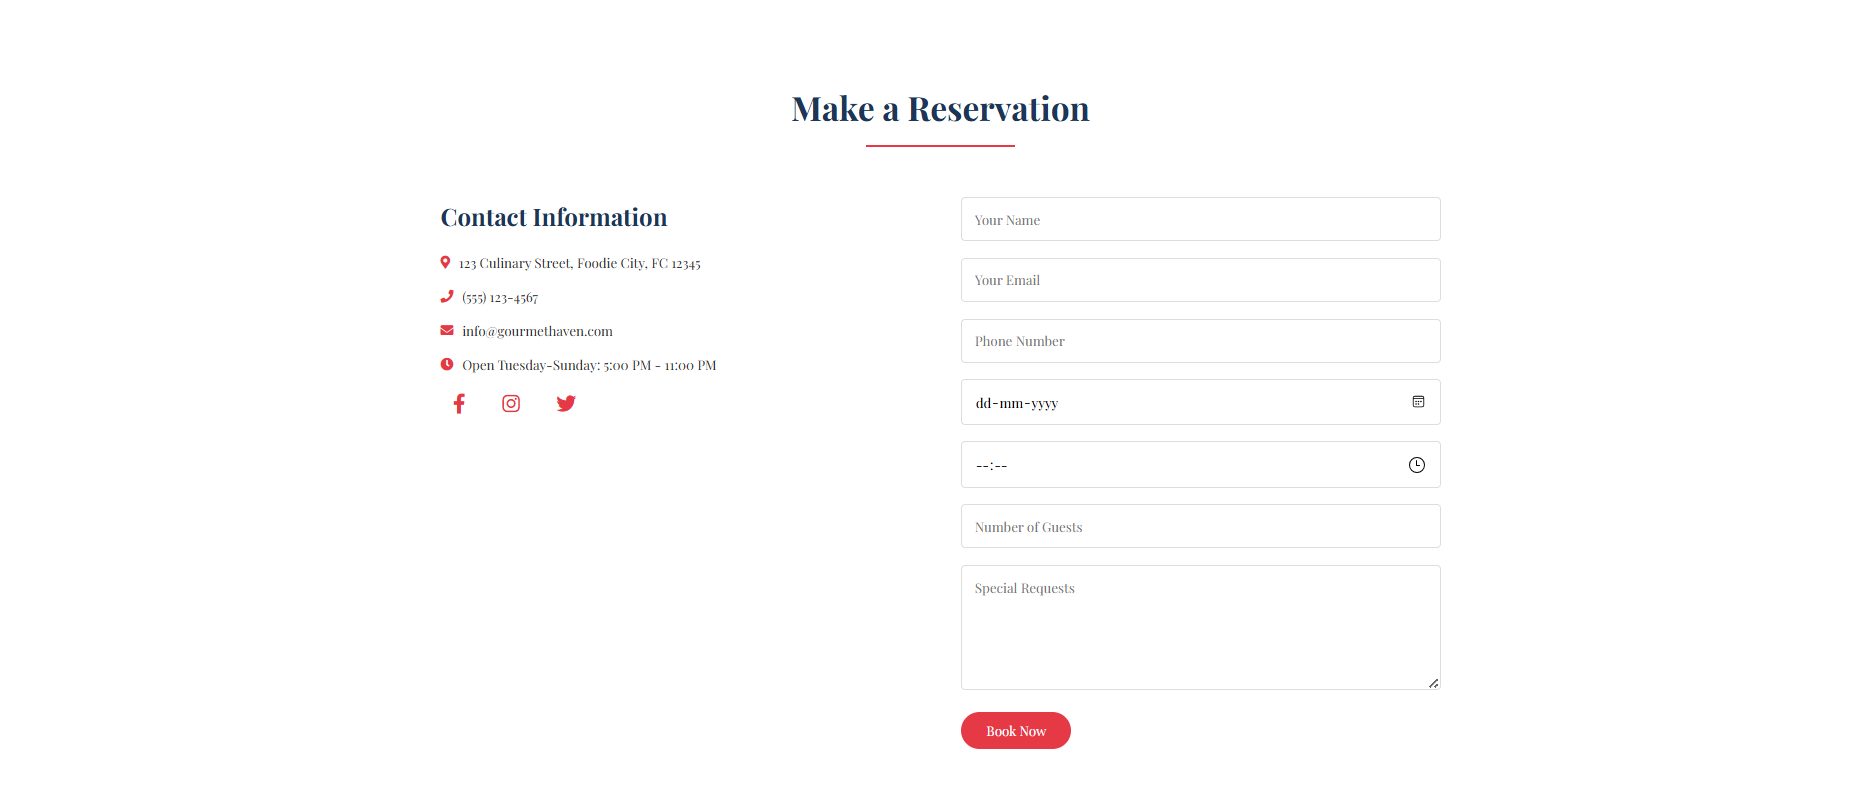 Make a Reservation
Contact Information
123 Culinary Street, Foodie City, FC 12345
(555) 123-4567
info@gourmethaven.com
Open Tuesday-Sunday: 5:00 PM - 11:00 PM
Your Name
Your Email
Phone Number
dd-mm-yyyy
--:--
Number of Guests
Special Requests
Book Now